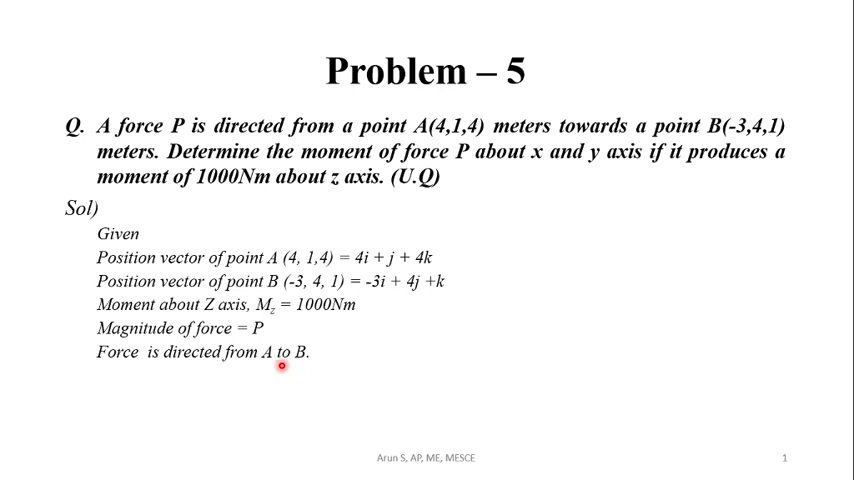 Problem – 5
Q. A force P is directed from a point A(4,1,4) meters towards a point B(-3,4,1)
meters. Determine the moment of force P about x and y axis if it produces a
moment of 1000Nm about z axis. (U.Q)
Sol)
Given
Position vector of point A (4, 1,4) = 4i + j + 4k
Position vector of point B (-3, 4, 1) = -3i + 4j +k
Moment about Z axis, Mz = 1000Nm
Magnitude of force = P
Force is directed from A to B.
Arun S, AP, ME, MESCE
1